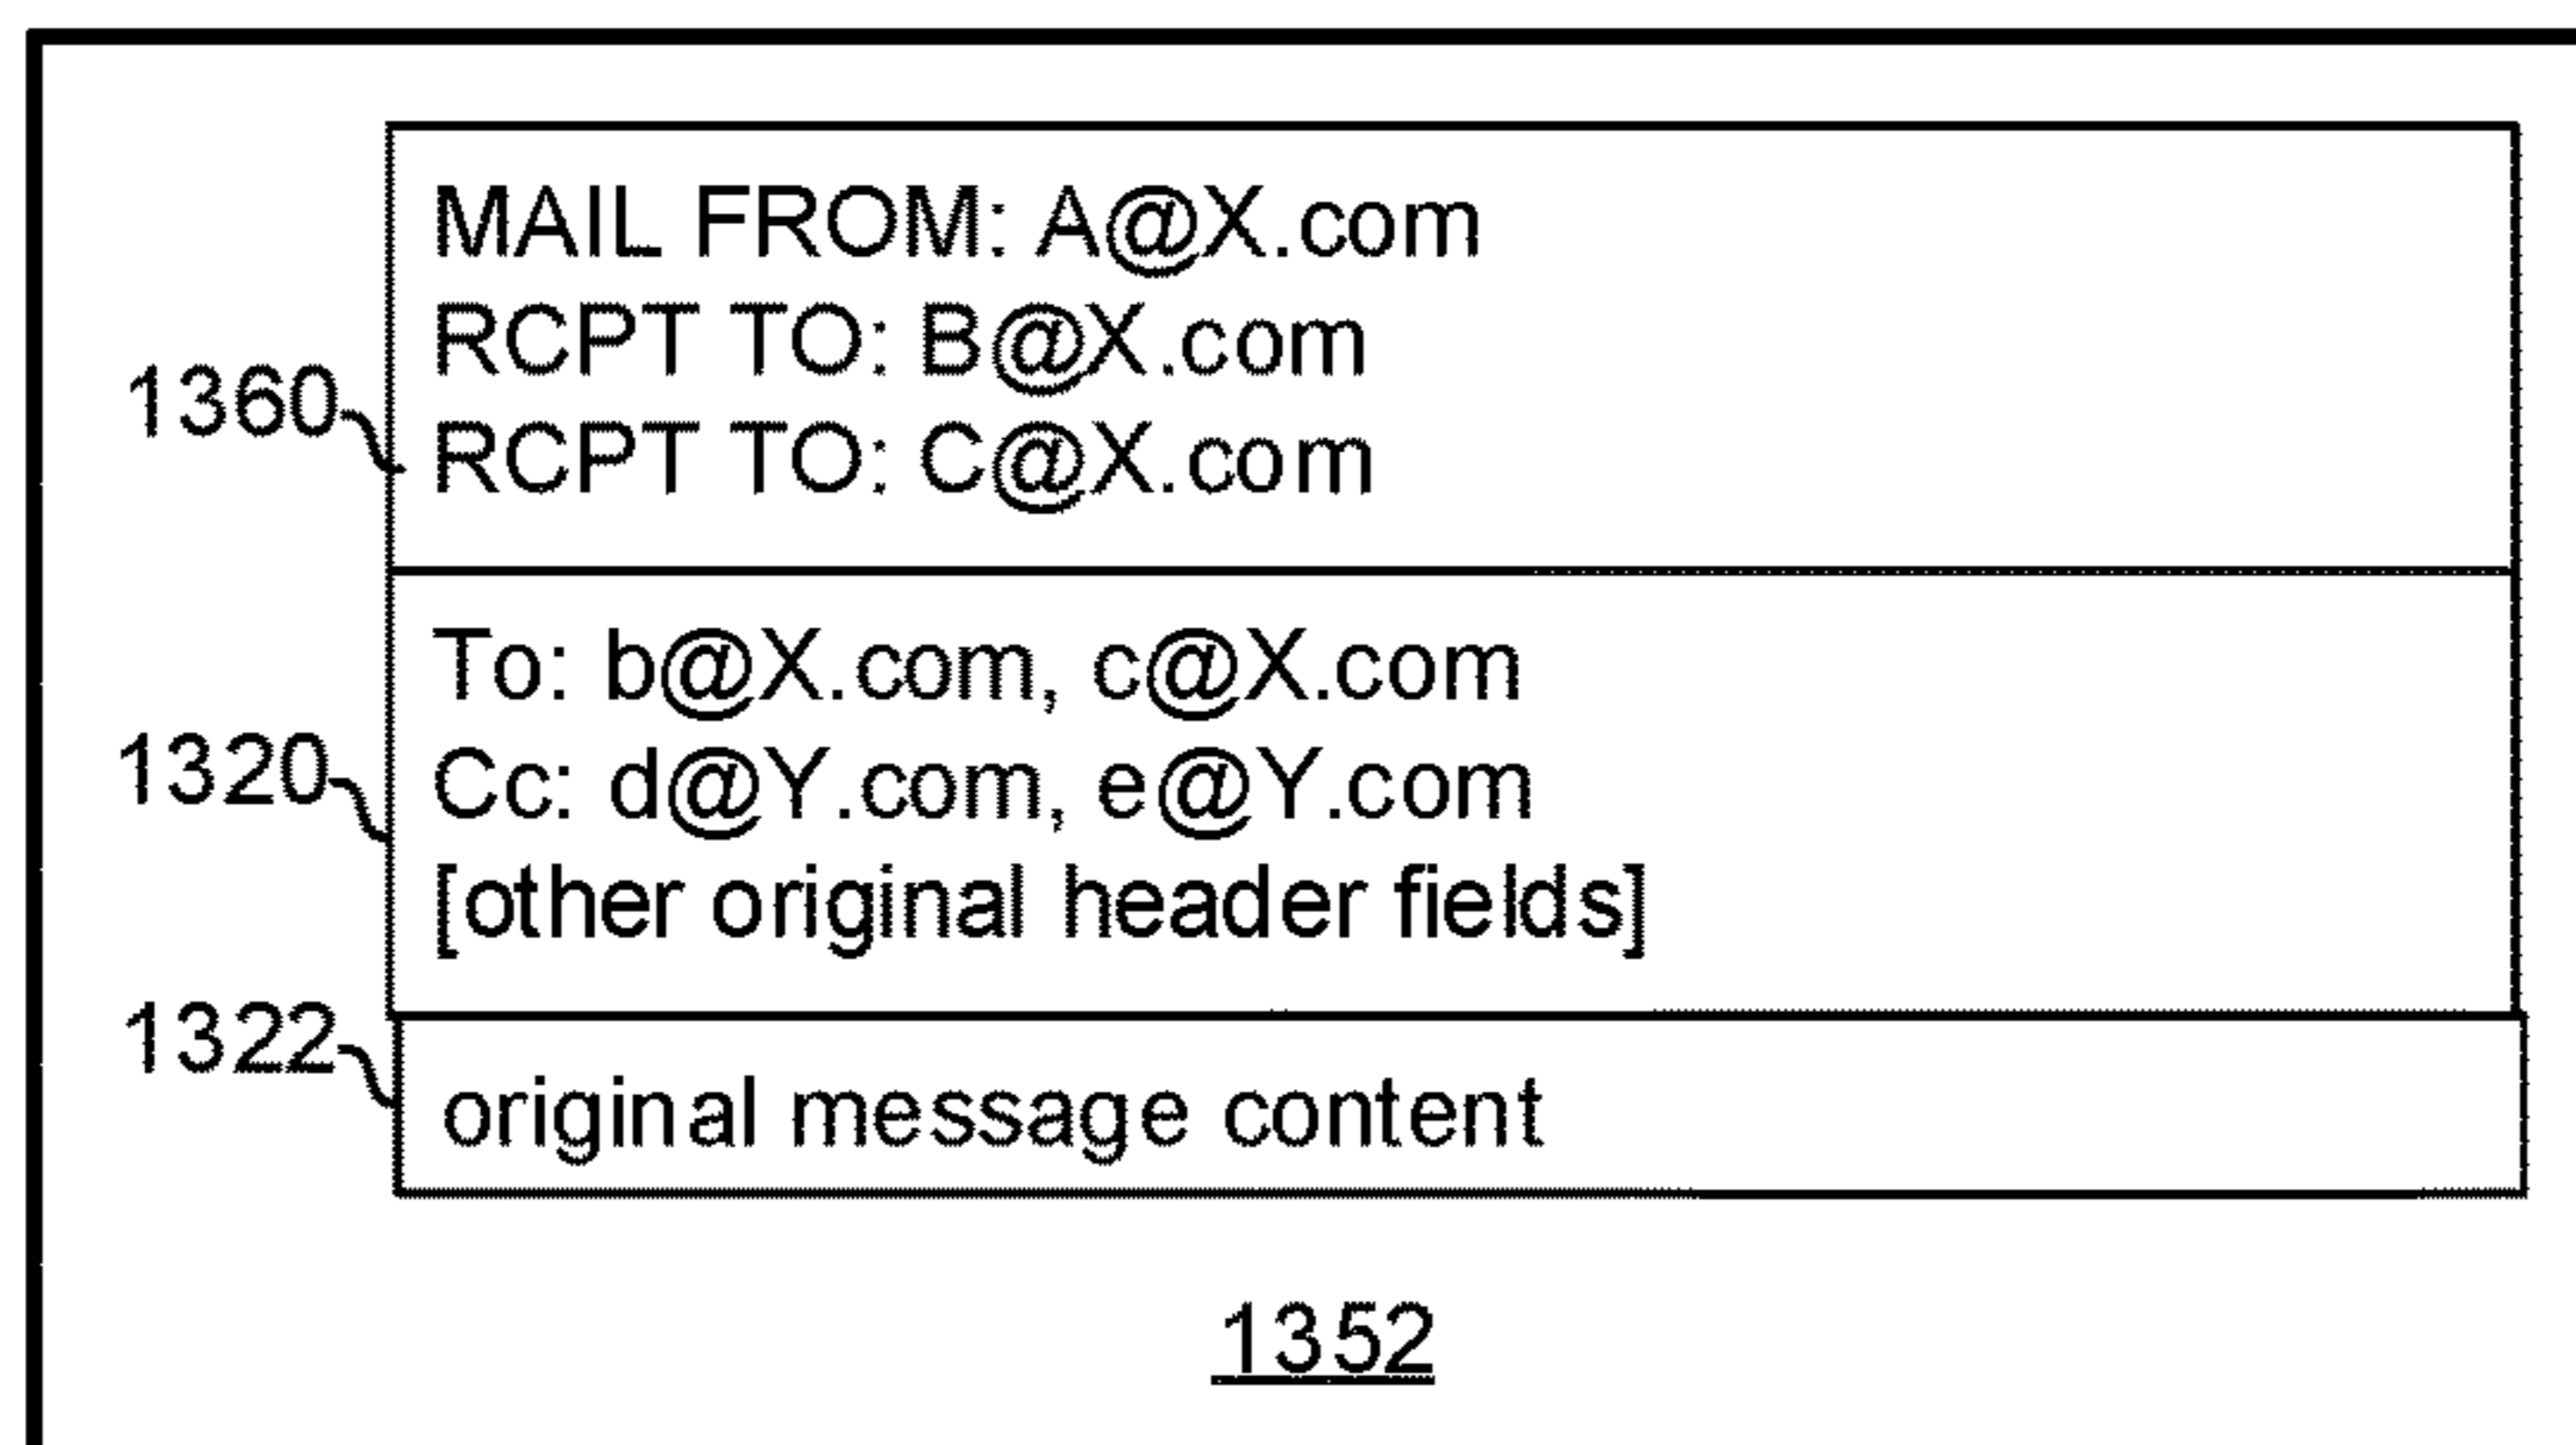 MAIL FROM: A@X.com
RCPT TO: B@X.com
1360
RCPT TO: C@X.com
To: b@X.com, c@X.com
1320
Cc: d@Y.com, e@Y.com
[other original header fields]
1322
original message content
1352